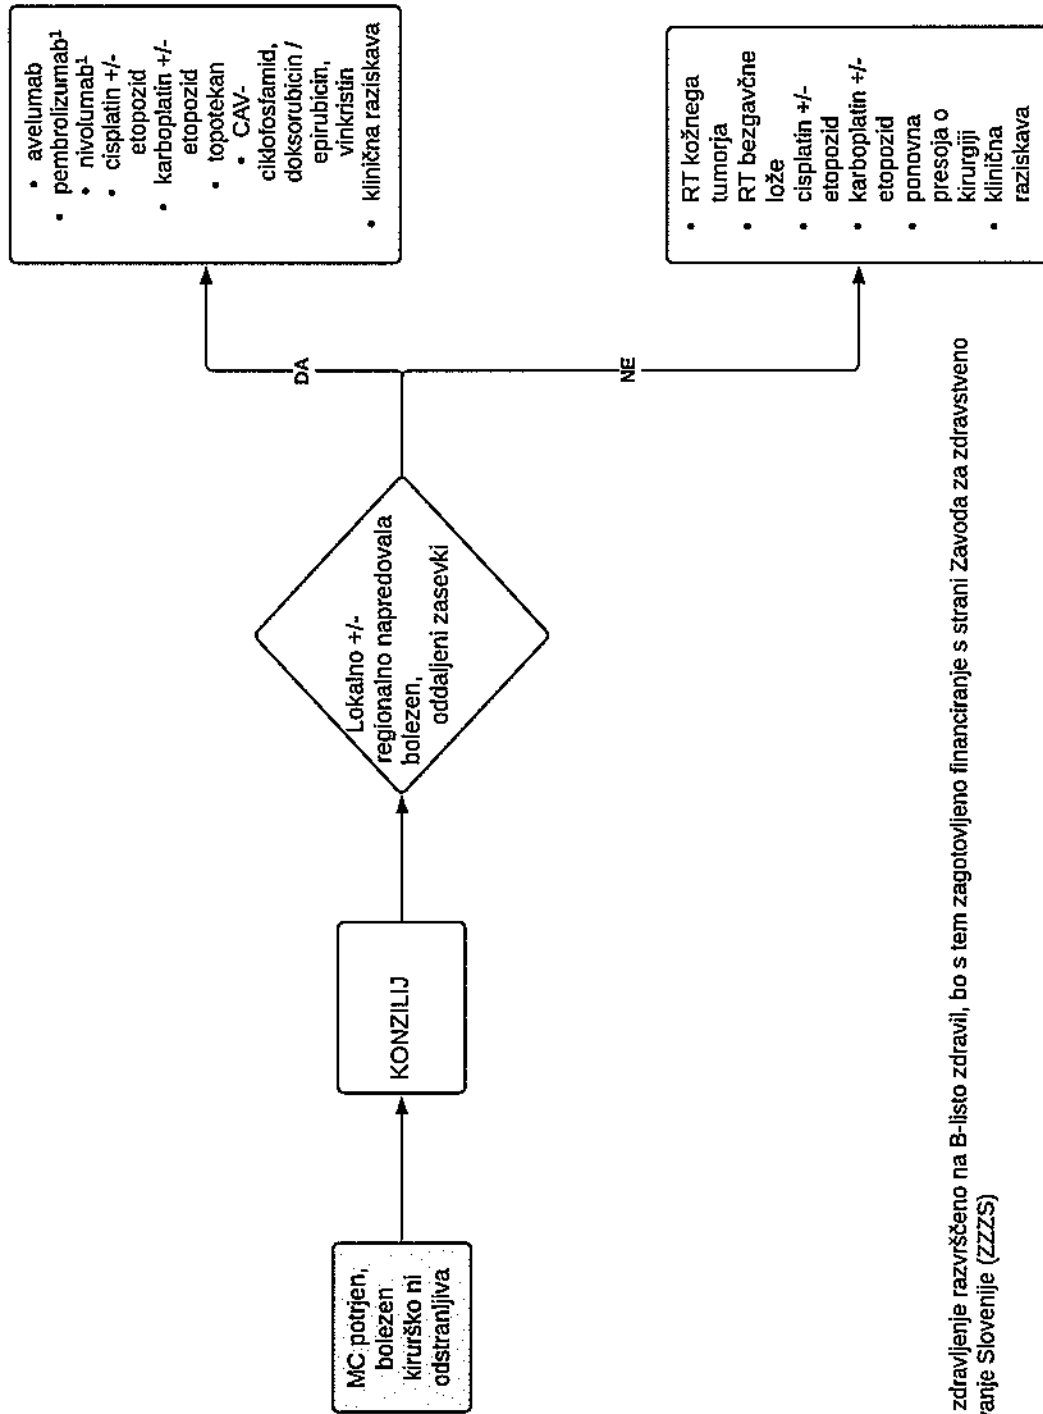 MC potrjen,
bolezen
kirurško ni
odstranljiva
KONZILIJ
Lokalno +/-
regionalno napredovala
bolezen,
oddaljeni zasevki
DA
NE
• avelumab
• pembrolizumab¹
• nivolumab¹
• cisplatin +/-
etopozid
• karboplatin +/-
etopozid
• topotekan
• CAV-
ciklofosfamid,
doksorubicin /
epirubicin,
vinkristin
• klinična raziskava
• RT kožnega
tumorja
• RT bezgavčne
lože
• cisplatin +/-
etopozid
• karboplatin +/-
etopozid
• ponovna
presoja o
kirurgiji
• klinična
raziskava
zdravljenje razvrščeno na B-listo zdravil, bo s tem zagotovljeno financiranje s strani Zavoda za zdravstveno
vanje Slovenije (ZZZS)